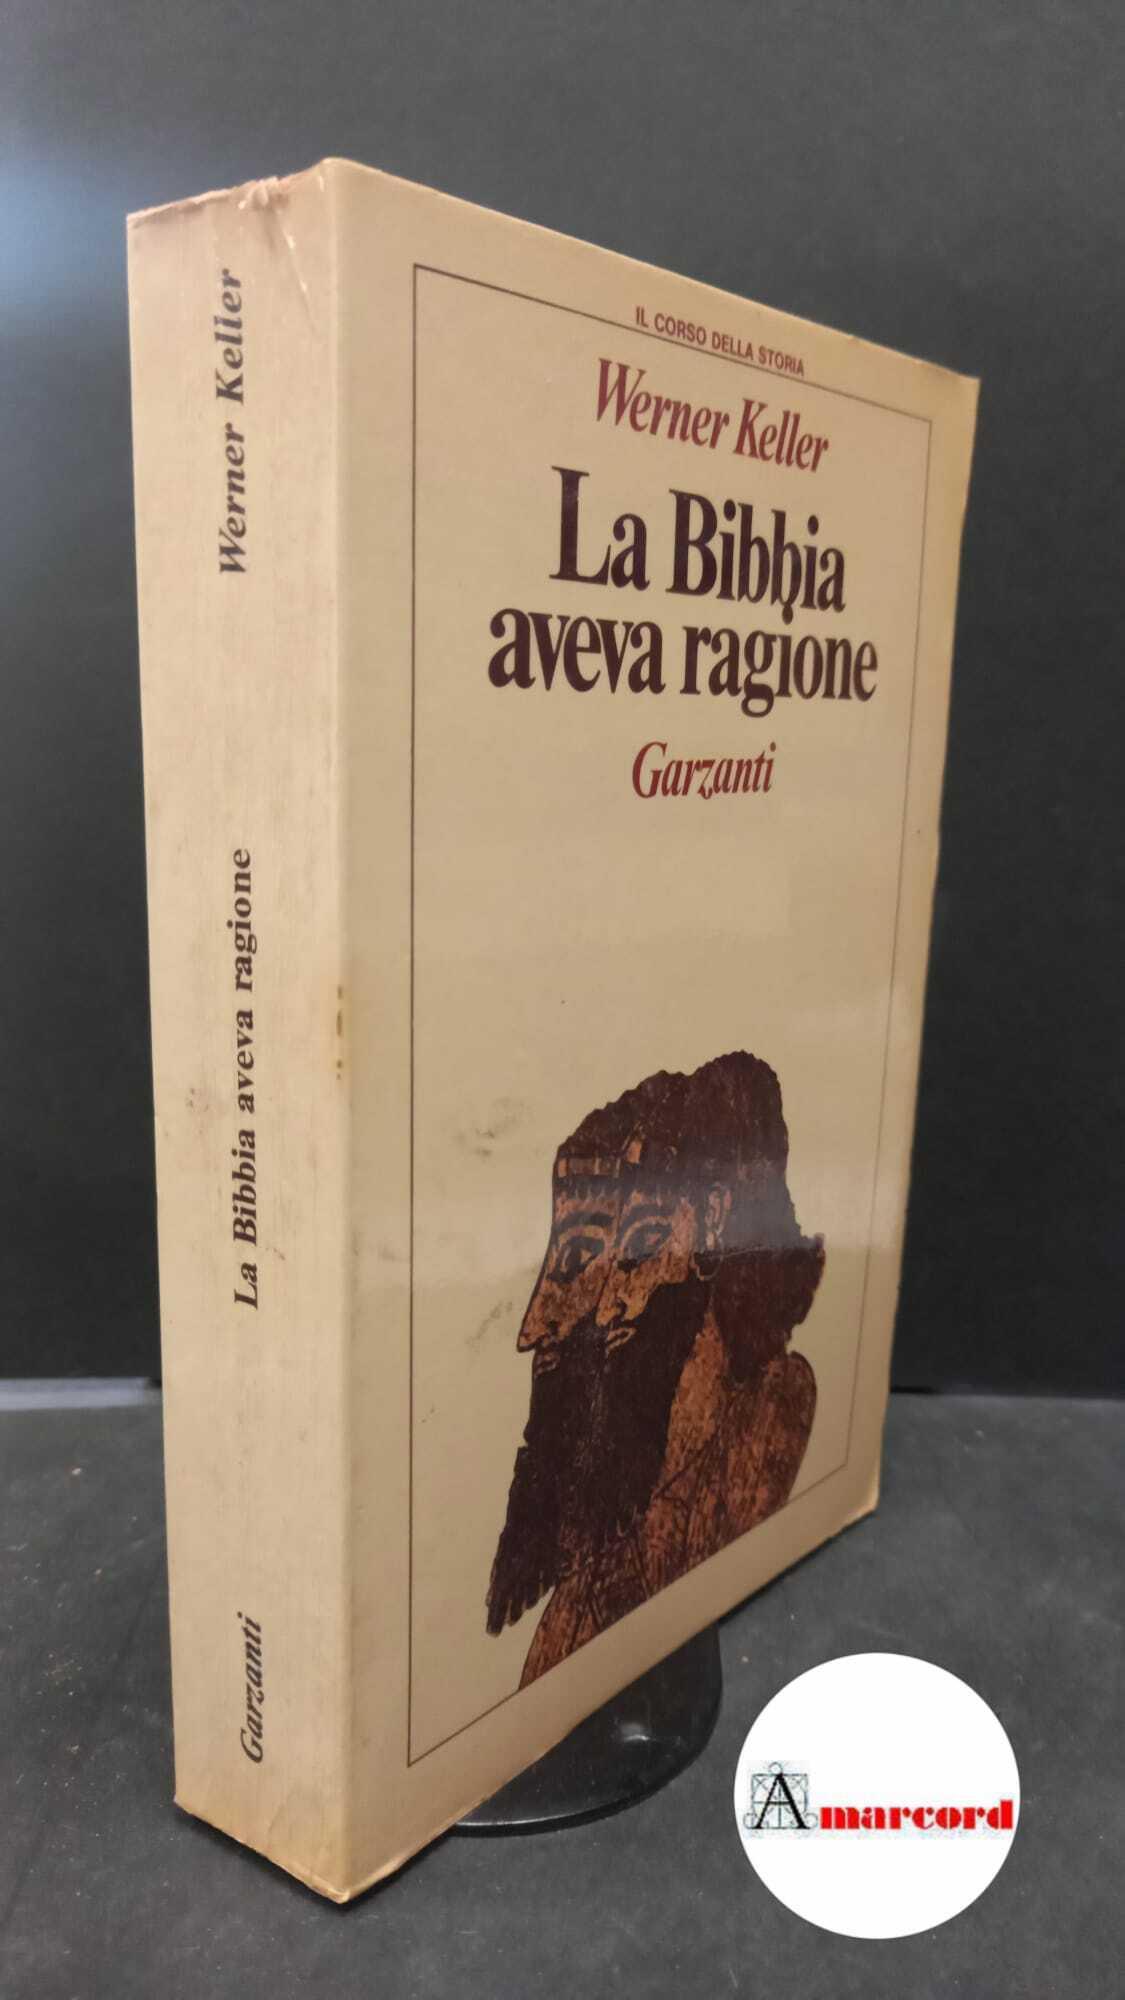 Werner Keller
La Bibbia aveva ragione
Garzanti
IL CORSO DELLA STORIA
Werner Keller
La Bibbia
aveva ragione
Garzanti
Amarcord